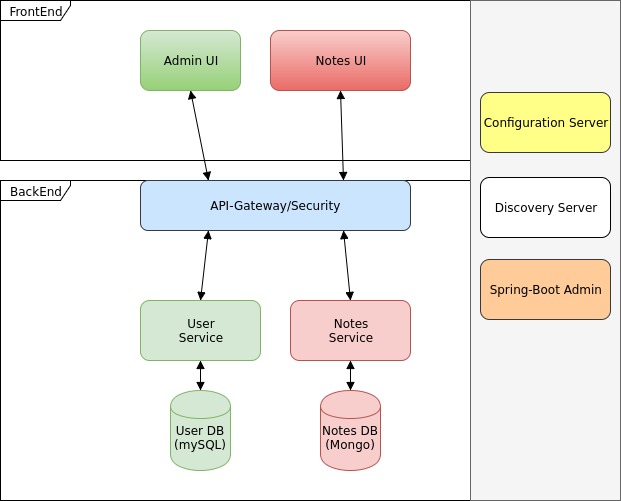 FrontEnd
Admin UI
Notes UI
Configuration Server
BackEnd
API-Gateway/Security
Discovery Server
Spring-Boot Admin
User
Service
Notes
Service
User DB
(mySQL)
Notes DB
(Mongo)